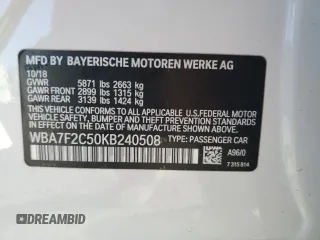 MFD BY BAYERISCHE MOTOREN WERKE AG
10/18
GVWR 5871 lbs 2663 kg
GAWR FRONT 2899 lbs 1315 kg
GAWR REAR 3139 lbs 1424 kg
THIS VEHICLE CONFORMS TO ALL APPLICABLE U.S. FEDERAL MOTOR
VEHICLE SAFETY, BUMPER, AND THEFT PREVENTION STANDARDS
IN EFFECT ON THE DATE OF MANUFACTURE SHOWN ABOVE.
WBA7F2C50KB240508 TYPE: PASSENGER CAR
A96/0
7 315 814
AUTOBIDMASTER